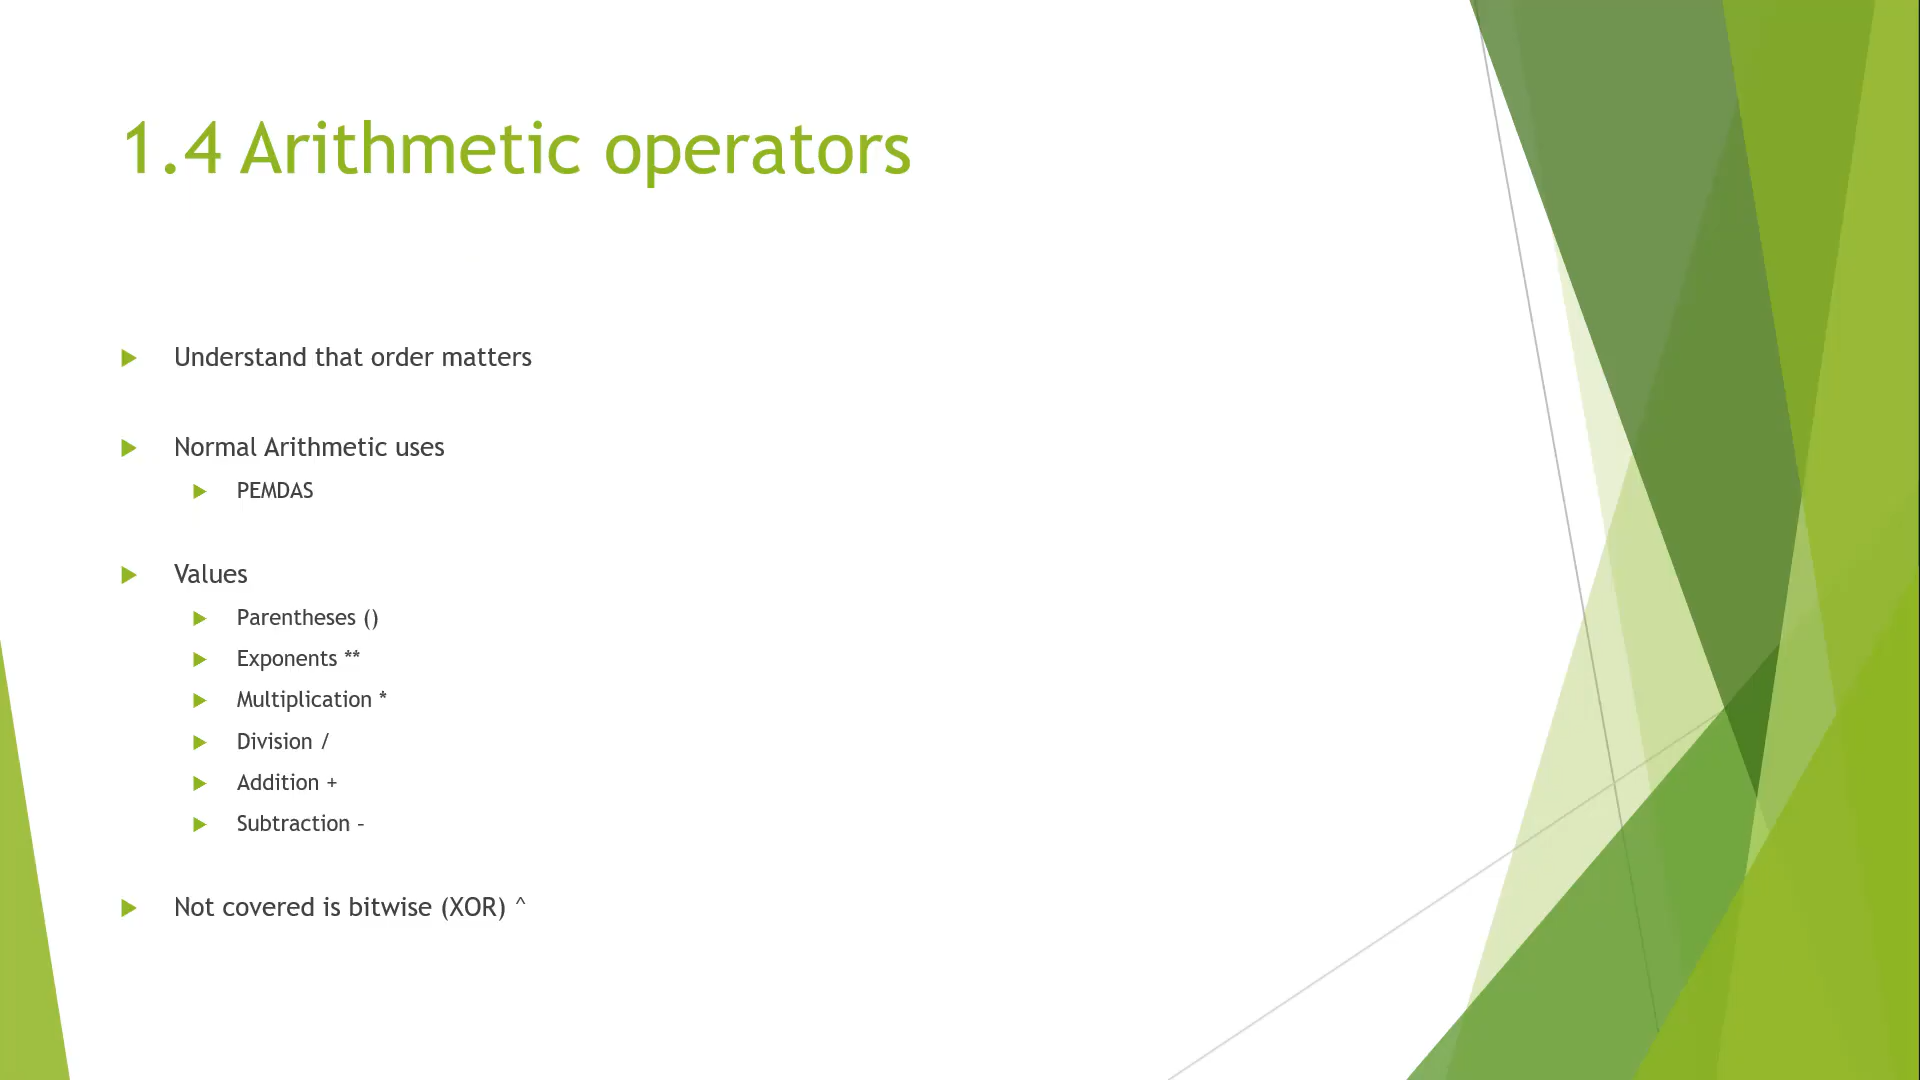 1.4 Arithmetic operators
Understand that order matters
Normal Arithmetic uses
PEMDAS
Values
Parentheses ()
Exponents **
Multiplication *
Division /
Addition +
Subtraction -
Not covered is bitwise (XOR) ^